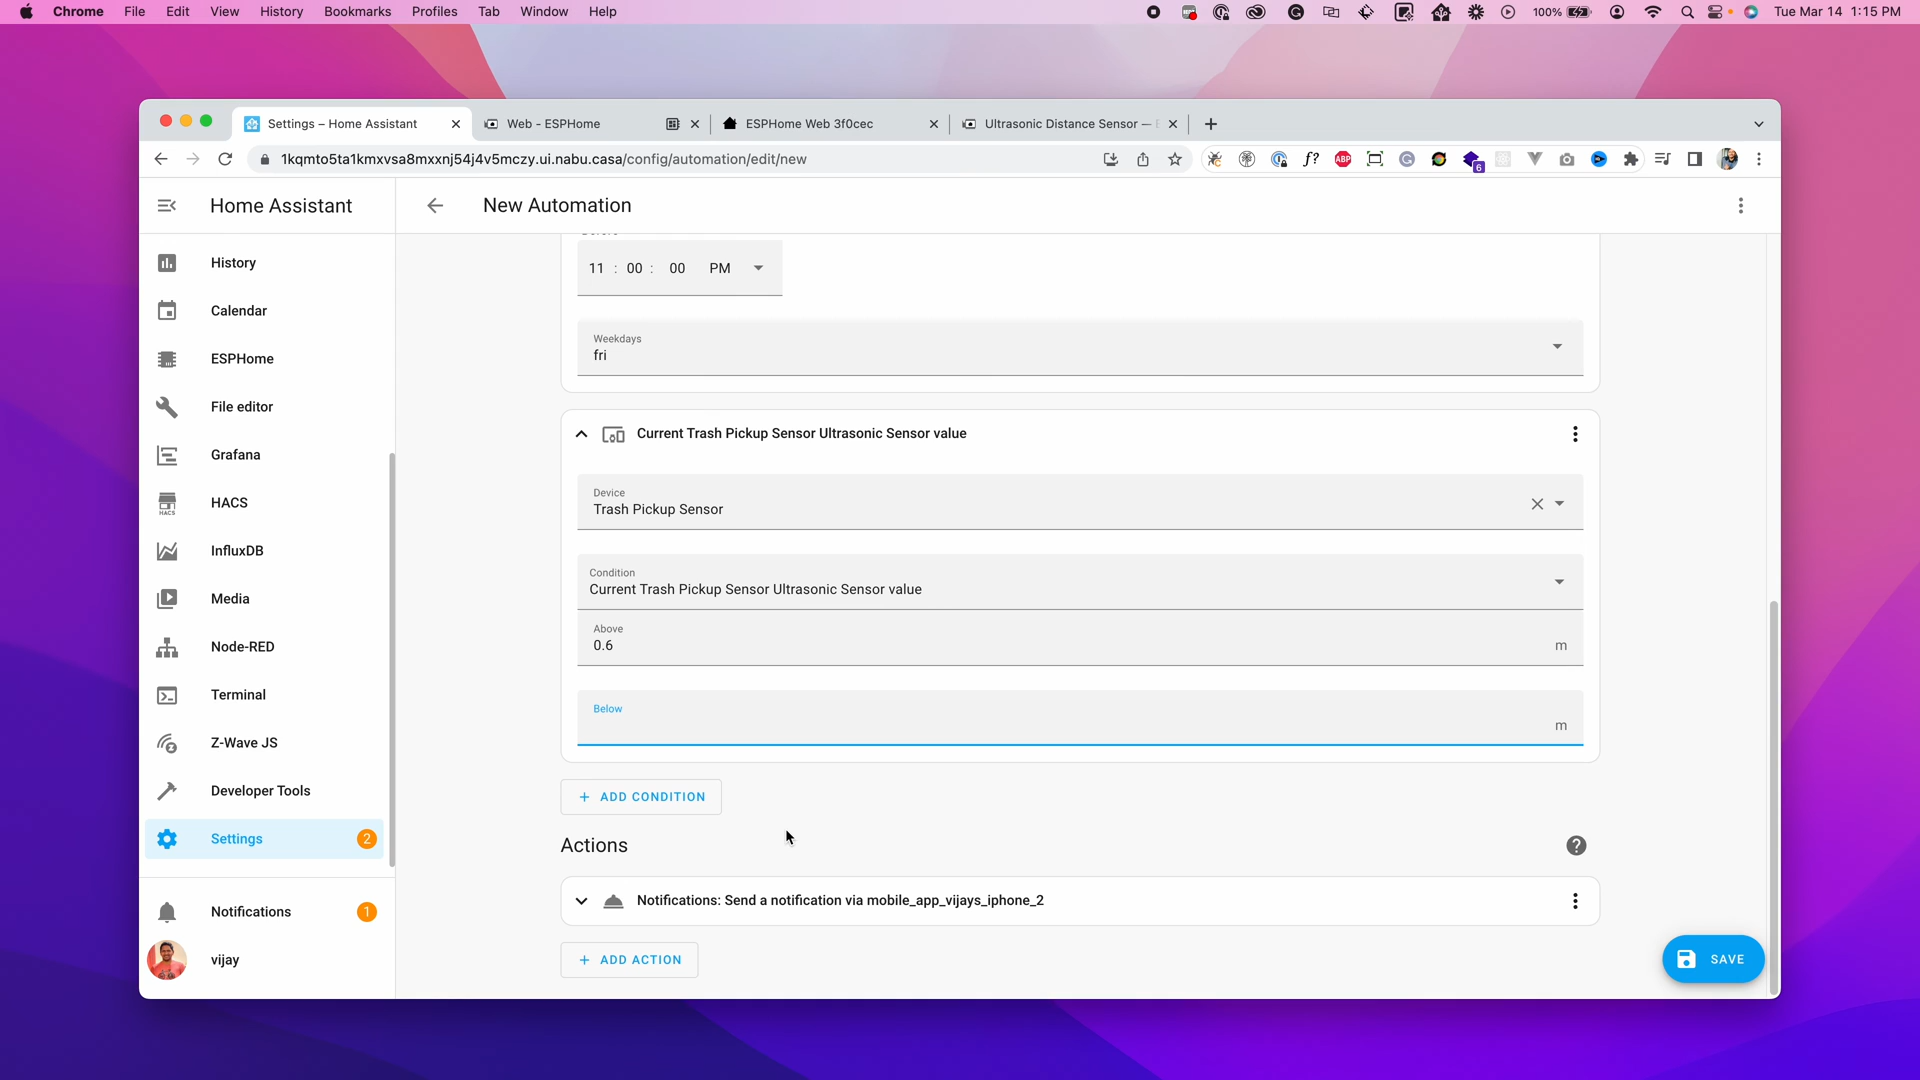 Chrome File Edit View History Bookmarks Profiles Tab Window Help 100% Tue Mar 14 1:15 PM
Settings – Home Assistant Web - ESPHome ESPHome Web 3f0cec Ultrasonic Distance Sensor —
1kqmto5ta1kmxvsa8mxxnj54j4v5mczy.ui.nabu.casa/config/automation/edit/new f? ABP 6
Home Assistant
New Automation
History
Calendar
ESPHome
File editor
Grafana
HACS
InfluxDB
Media
Node-RED
Terminal
Z-Wave JS
Developer Tools
Settings 2
Notifications 1
vijay
11 : 00 : 00 PM
Weekdays
fri
Current Trash Pickup Sensor Ultrasonic Sensor value
Device
Trash Pickup Sensor
Condition
Current Trash Pickup Sensor Ultrasonic Sensor value
Above
0.6 m
Below
m
+ ADD CONDITION
Actions
Notifications: Send a notification via mobile_app_vijays_iphone_2
+ ADD ACTION
SAVE